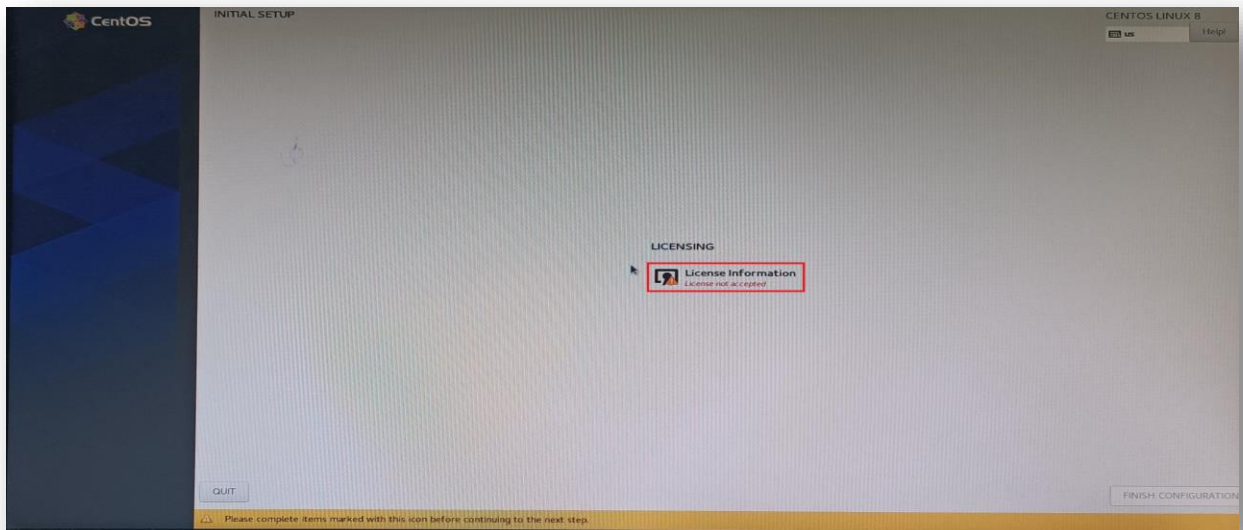 CentOS
INITIAL SETUP
CENTOS LINUX 8
us
Help!
LICENSING
License Information
License not accepted
QUIT
FINISH CONFIGURATION
Please complete items marked with this icon before continuing to the next step.